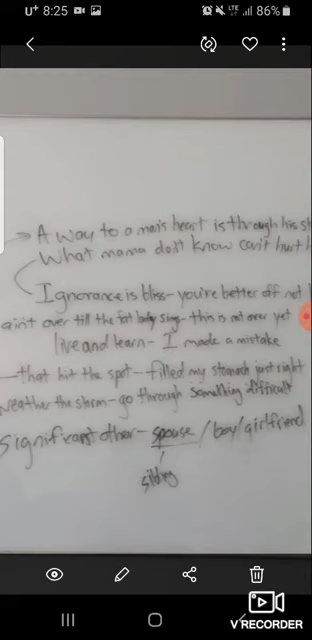 U+ 8:25 LTE 86%
A way to a man's heart is through his st
What mama don't know can't hurt h
Ignorance is bliss - you're better off not
ain't over till the fat lady sing - this is not over yet
live and learn - I made a mistake
- that hit the spot - filled my stomach just right
weather the storm - go through something difficult
significant other - spouse / boy/girlfriend
V RECORDER